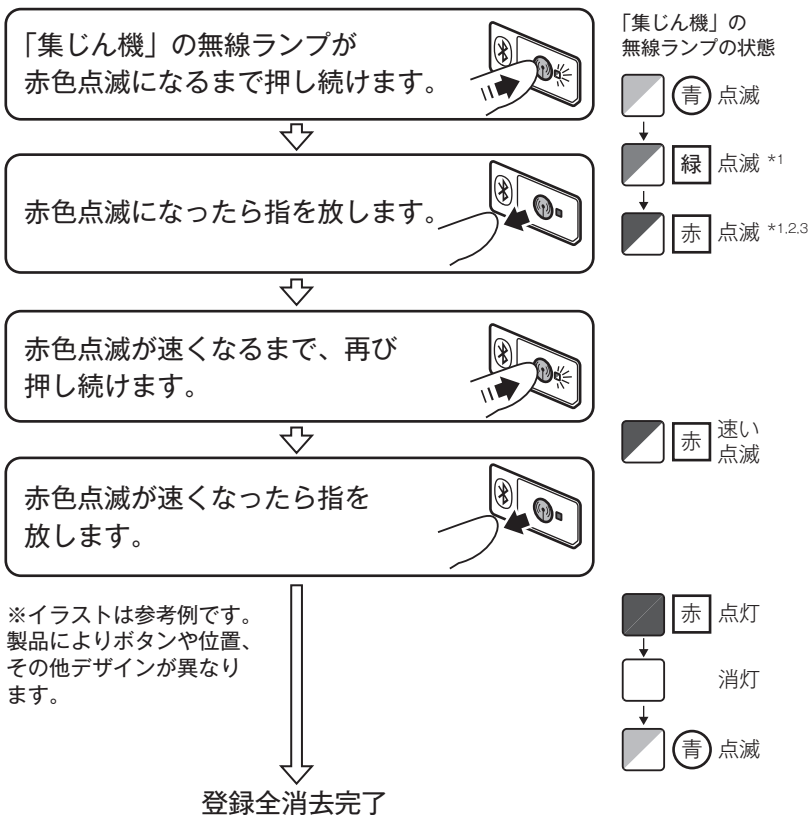 「集じん機」の無線ランプが
赤色点滅になるまで押し続けます。
赤色点滅になったら指を放します。
赤色点滅が速くなるまで、再び
押し続けます。
赤色点滅が速くなったら指を
放します。
※イラストは参考例です。
製品によりボタンや位置、
その他デザインが異なり
ます。
登録全消去完了
「集じん機」の
無線ランプの状態
青 点滅
緑 点滅 *1
赤 点滅 *1,2,3
赤 速い
点滅
赤 点灯
消灯
青 点滅